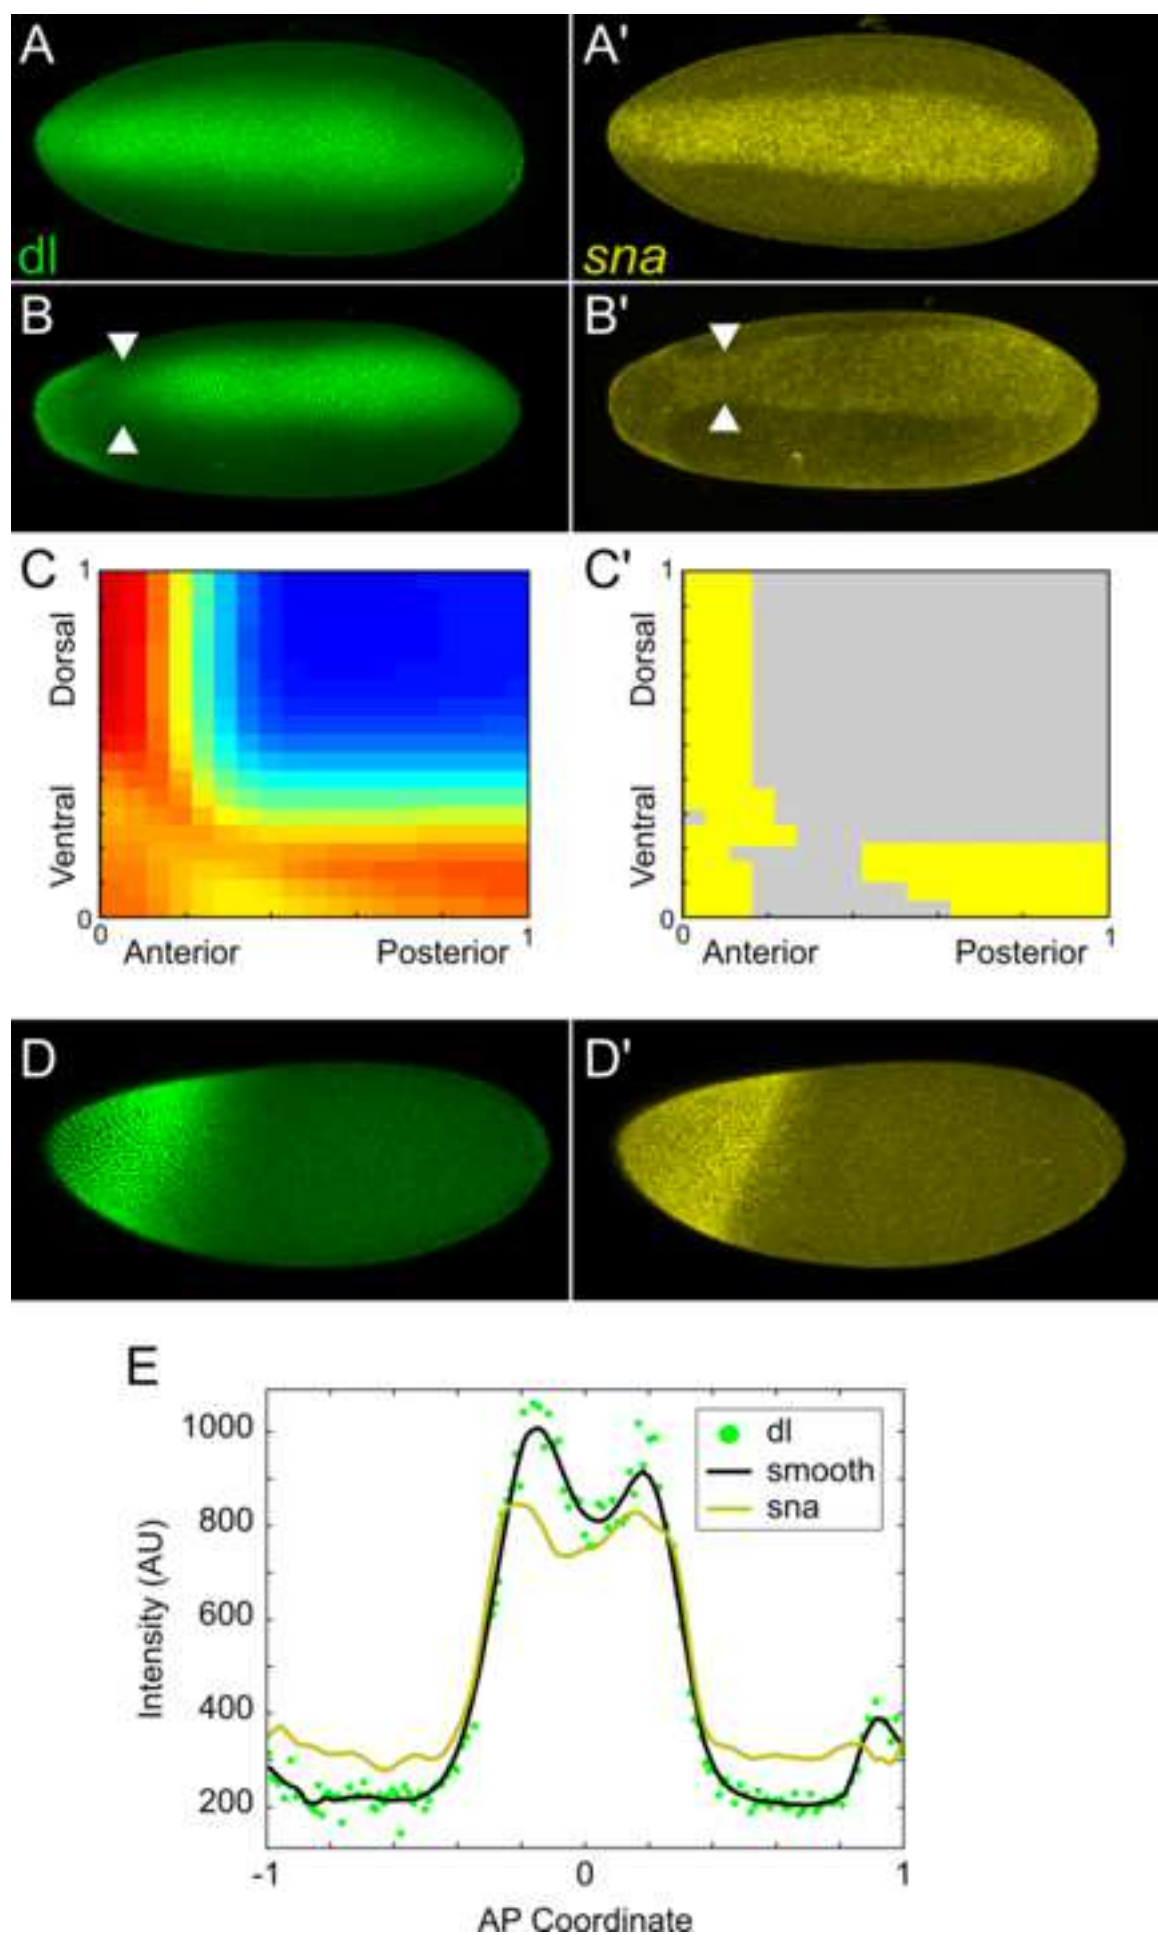 A
A'
dl
sna
B
B'
C
C'
1
Dorsal
Ventral
0
0
Anterior
Posterior
1
1
Dorsal
Ventral
0
0
Anterior
Posterior
1
D
D'
E
1000
800
600
400
200
Intensity (AU)
dl
smooth
sna
-1
0
1
AP Coordinate